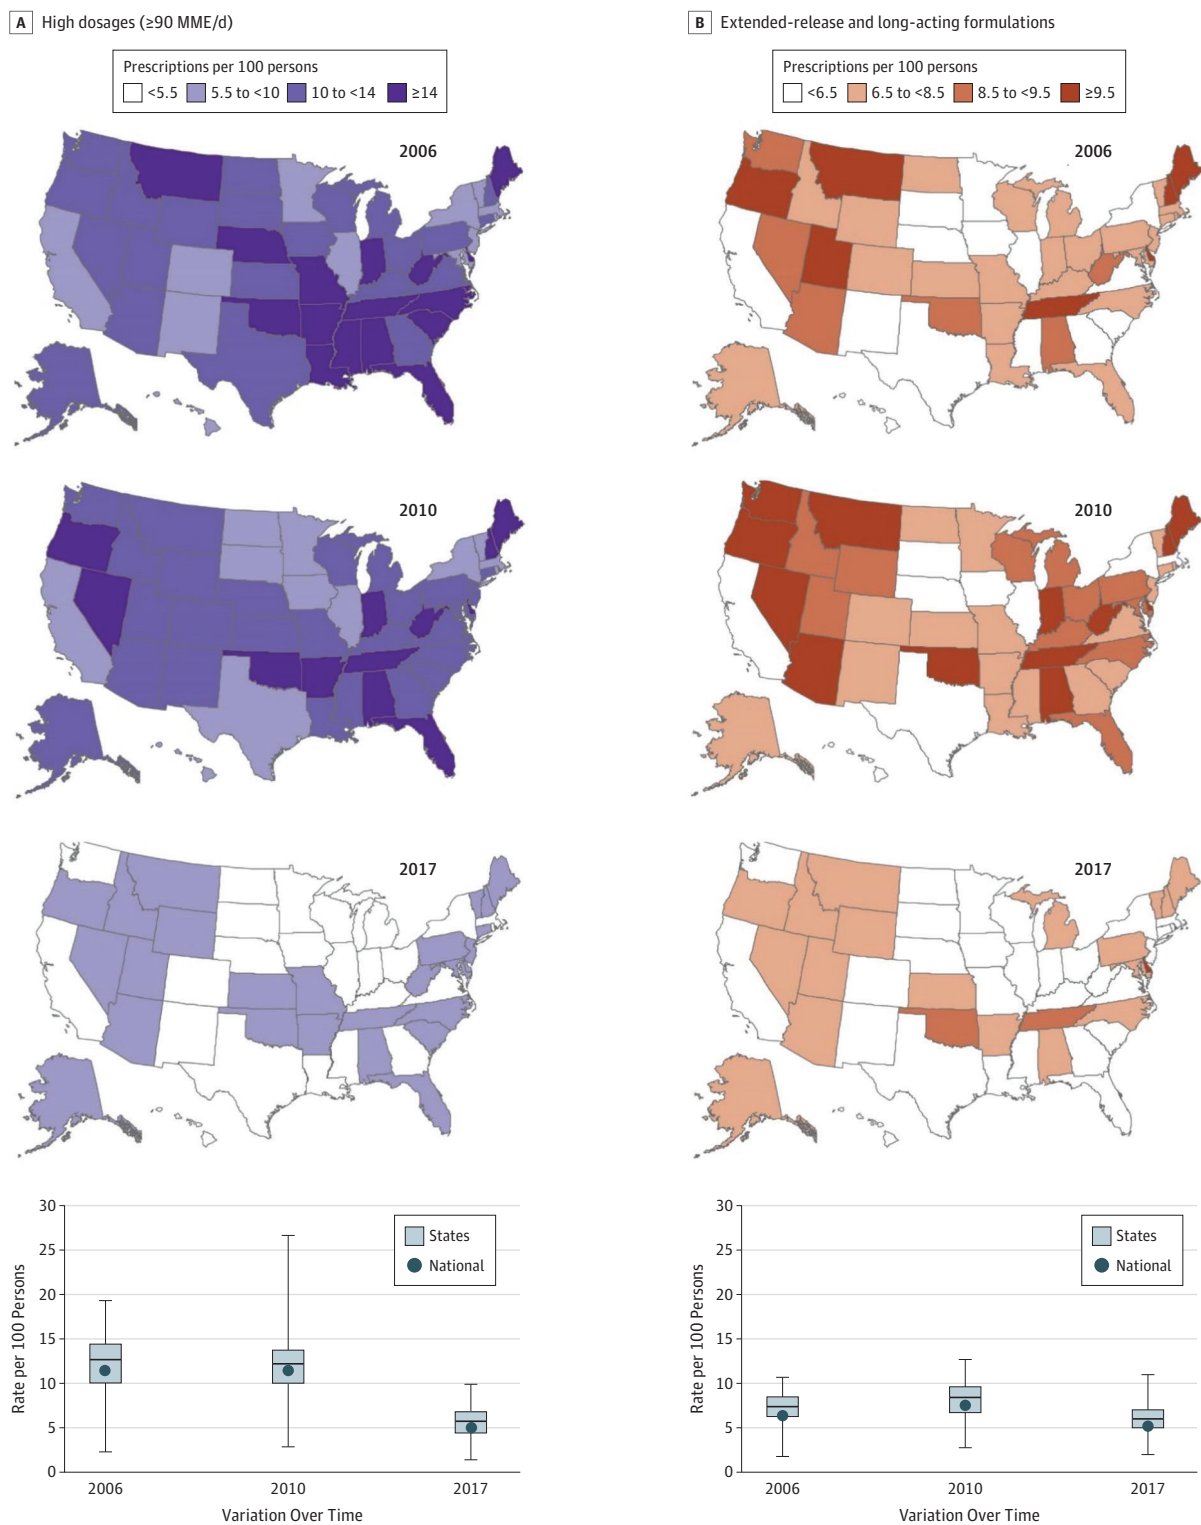 A High dosages (≥90 MME/d)
Prescriptions per 100 persons
<5.5 5.5 to <10 10 to <14 ≥14
2006
2010
2017
30
25
20
15
10
5
0
Rate per 100 Persons
States
National
2006 2010 2017
Variation Over Time
B Extended-release and long-acting formulations
Prescriptions per 100 persons
<6.5 6.5 to <8.5 8.5 to <9.5 ≥9.5
2006
2010
2017
30
25
20
15
10
5
0
Rate per 100 Persons
States
National
2006 2010 2017
Variation Over Time